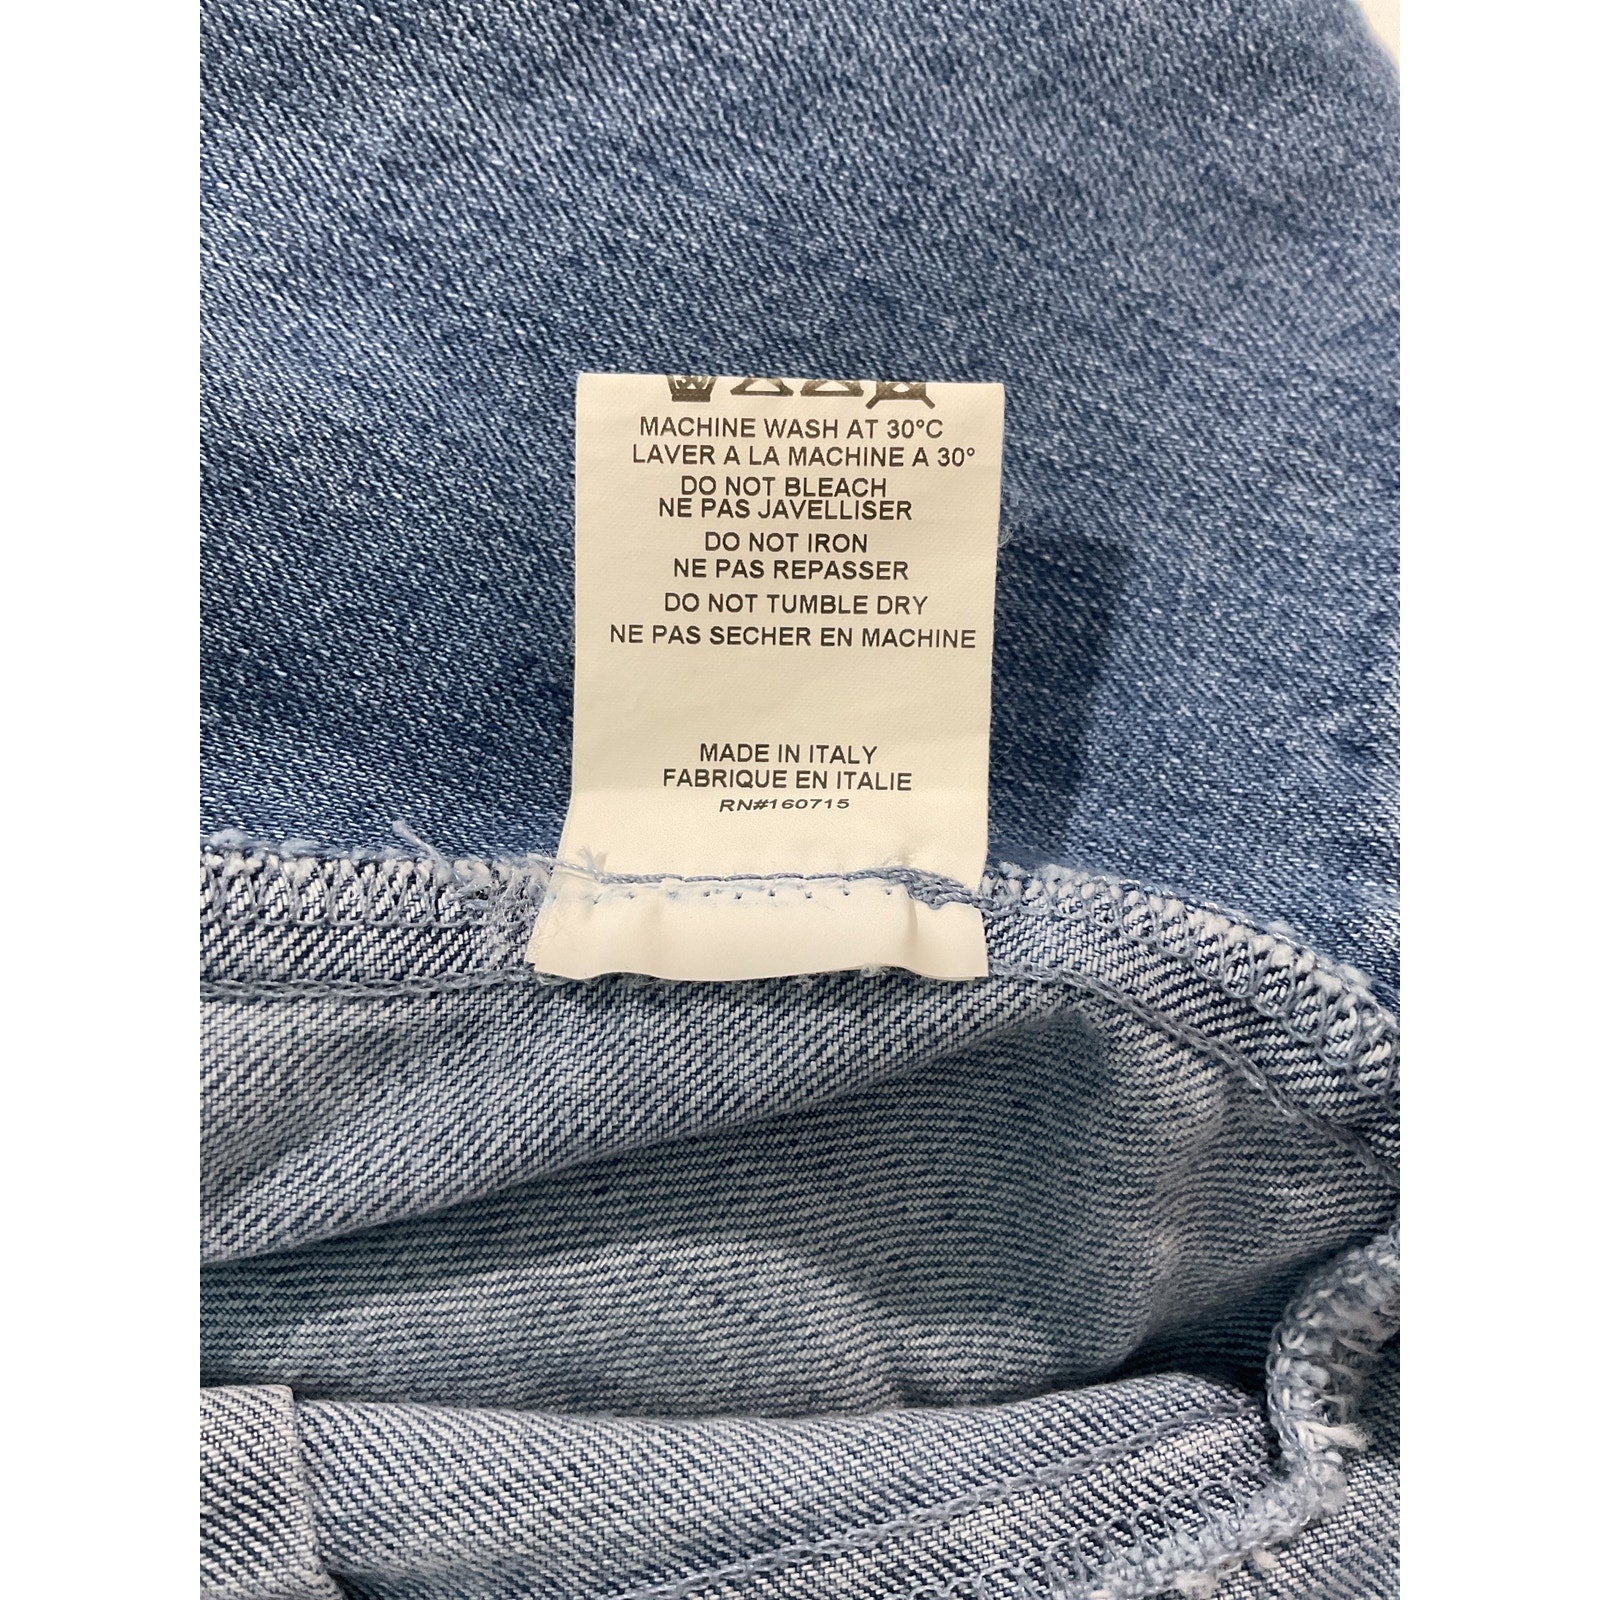 MACHINE WASH AT 30°C
LAVER A LA MACHINE A 30°
DO NOT BLEACH
NE PAS JAVELLISER
DO NOT IRON
NE PAS REPASSER
DO NOT TUMBLE DRY
NE PAS SECHER EN MACHINE
MADE IN ITALY
FABRIQUE EN ITALIE
RN#160715